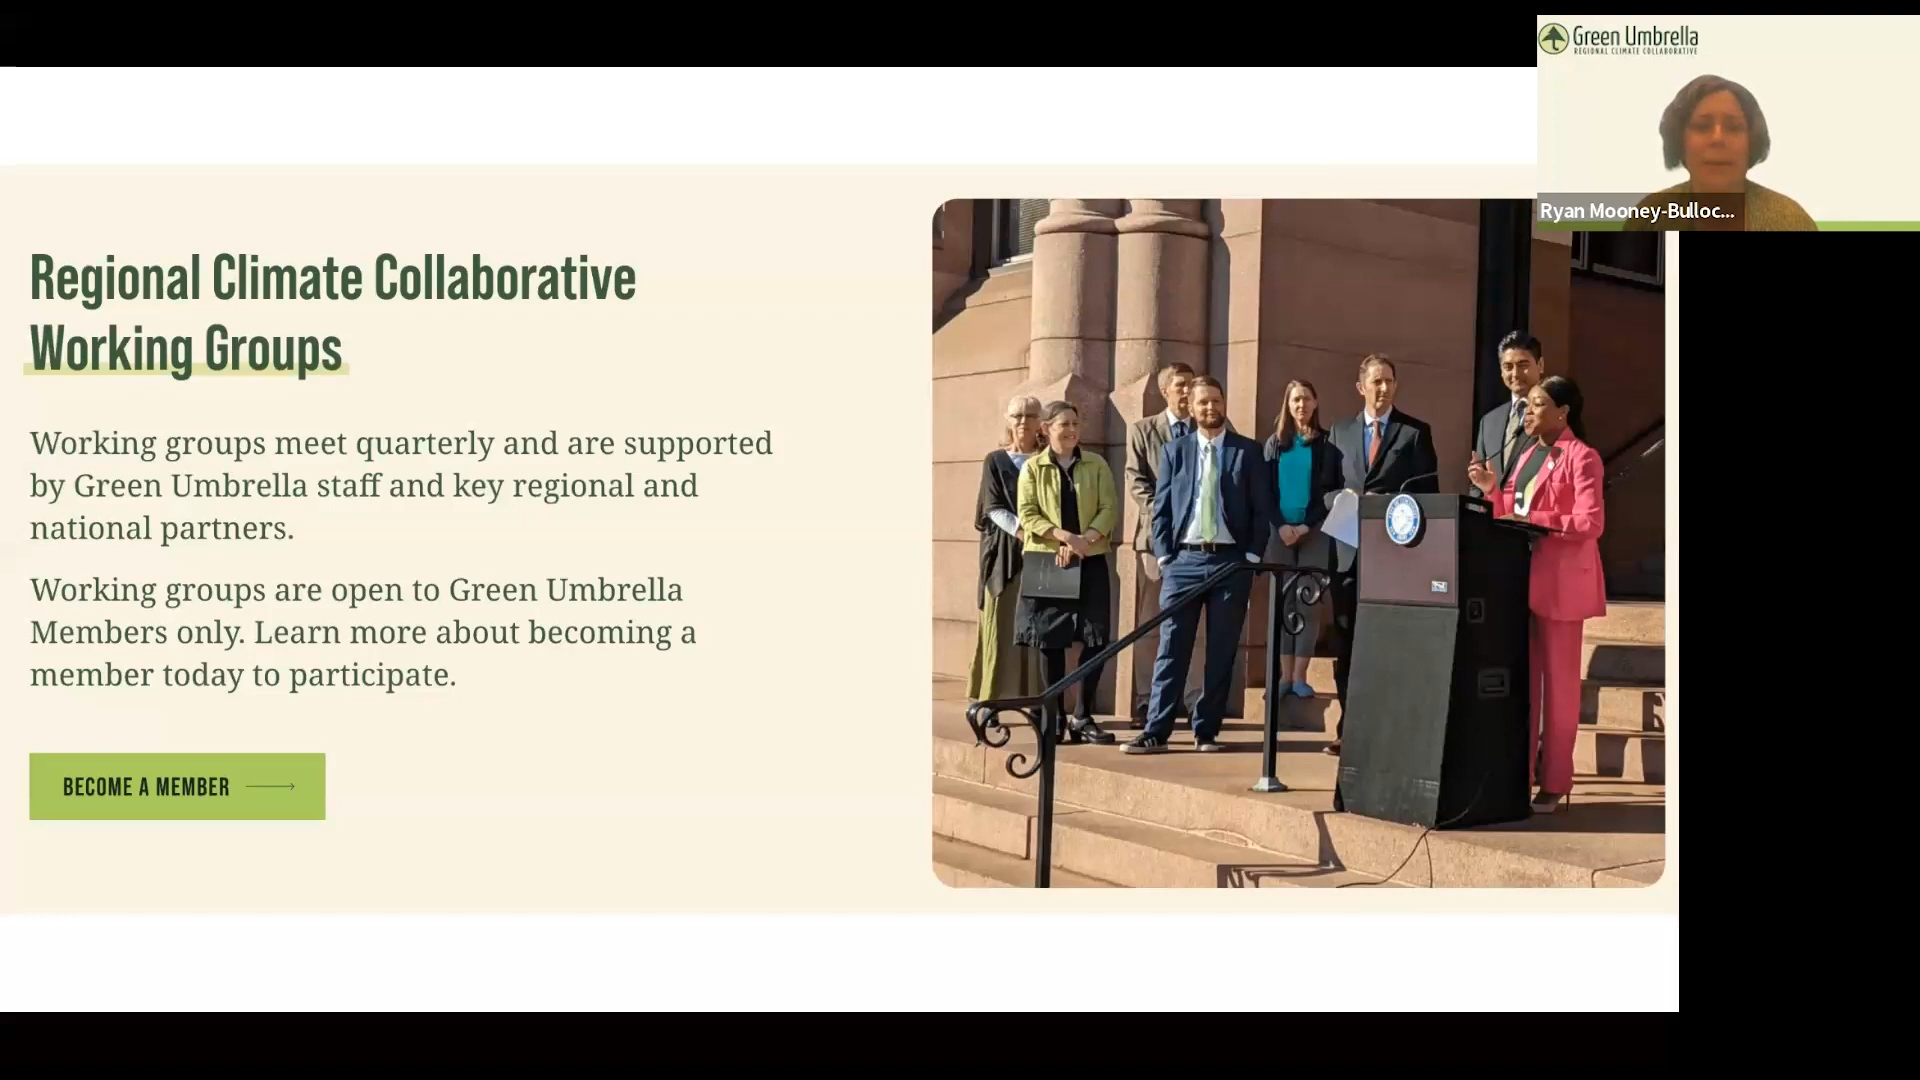 Green Umbrella
REGIONAL CLIMATE COLLABORATIVE
Ryan Mooney-Bulloc...
Regional Climate Collaborative
Working Groups
Working groups meet quarterly and are supported
by Green Umbrella staff and key regional and
national partners.
Working groups are open to Green Umbrella
Members only. Learn more about becoming a
member today to participate.
BECOME A MEMBER